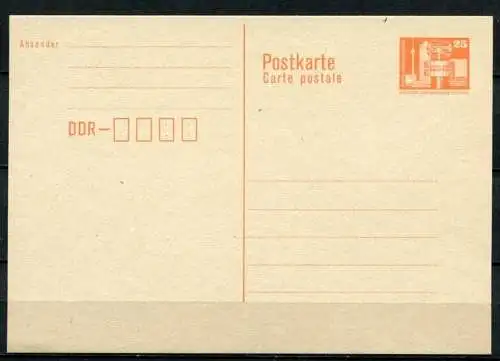 Absender
DDR—
Postkarte
Carte postale
25